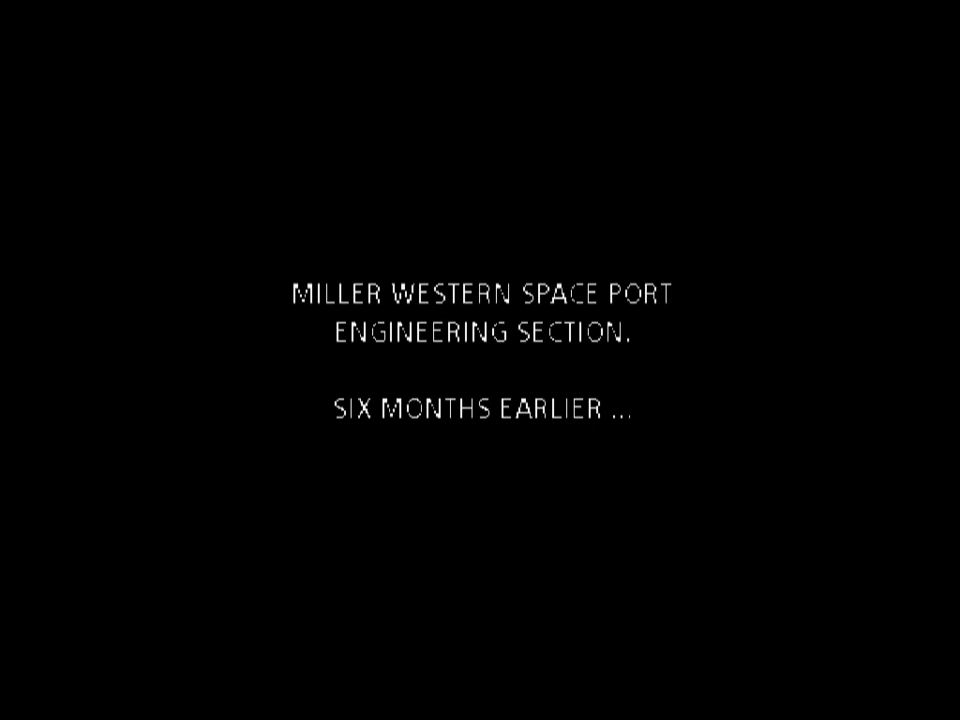 MILLER WESTERN SPACE PORT
ENGINEERING SECTION.
SIX MONTHS EARLIER ...